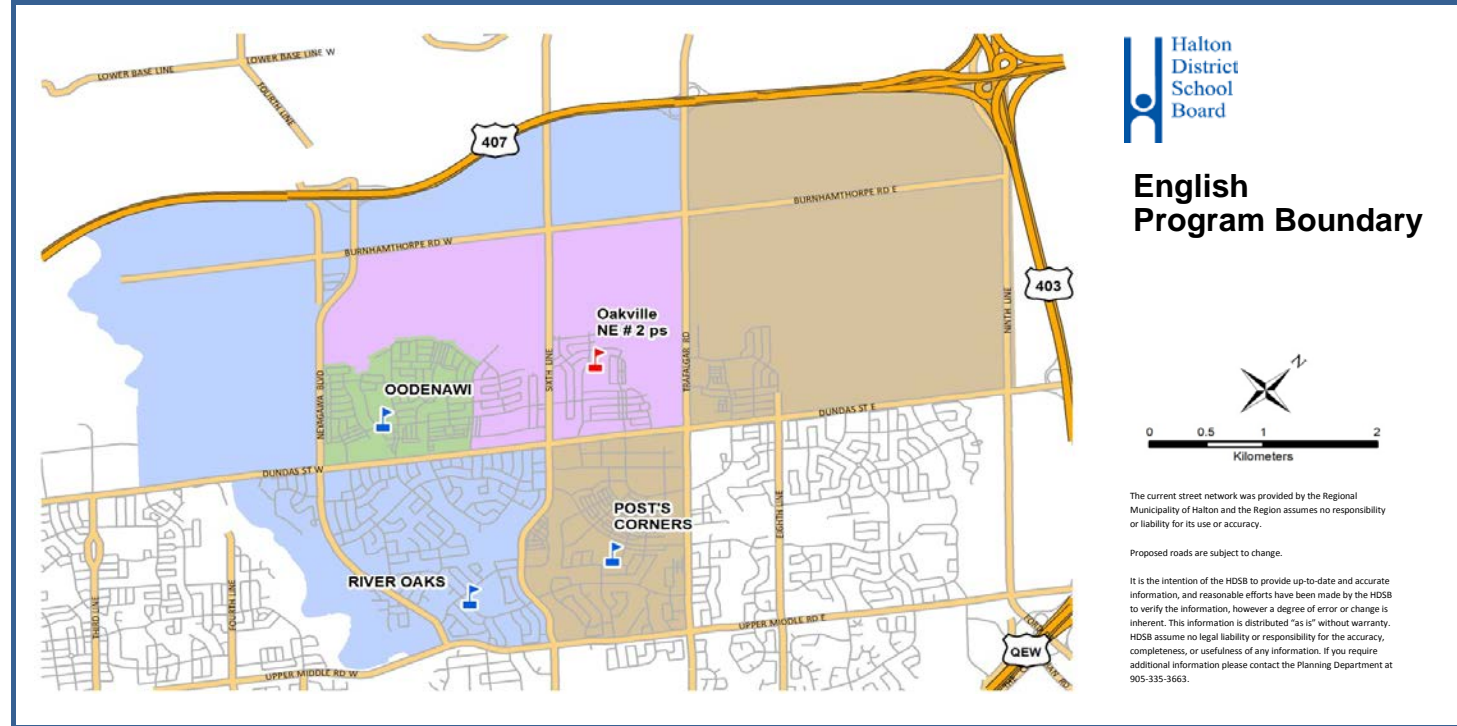 LOWER BASE LINE W
LOWER BASE LINE
FOURTH LINE
407
BURNHAMTHORPE RD E
BURNHAMTHORPE RD W
403
NINTH LINE
Oakville
NE # 2 ps
TRAFALGAR RD
SIXTH LINE
NEYAGAWA BLVD
OODENAWI
DUNDAS ST E
DUNDAS ST W
POST'S
CORNERS
EIGHTH LINE
RIVER OAKS
THIRD LINE
FOURTH LINE
UPPER MIDDLE RD E
UPPER MIDDLE RD W
QEW
Halton
District
School
Board
English
Program Boundary
N
0 0.5 1 2
Kilometers
The current street network was provided by the Regional
Municipality of Halton and the Region assumes no responsibility
or liability for its use or accuracy.
Proposed roads are subject to change.
It is the intention of the HDSB to provide up-to-date and accurate
information, and reasonable efforts have been made by the HDSB
to verify the information, however a degree of error or change is
inherent. This information is distributed "as is" without warranty.
HDSB assume no legal liability or responsibility for the accuracy,
completeness, or usefulness of any information. If you require
additional information please contact the Planning Department at
905-335-3663.